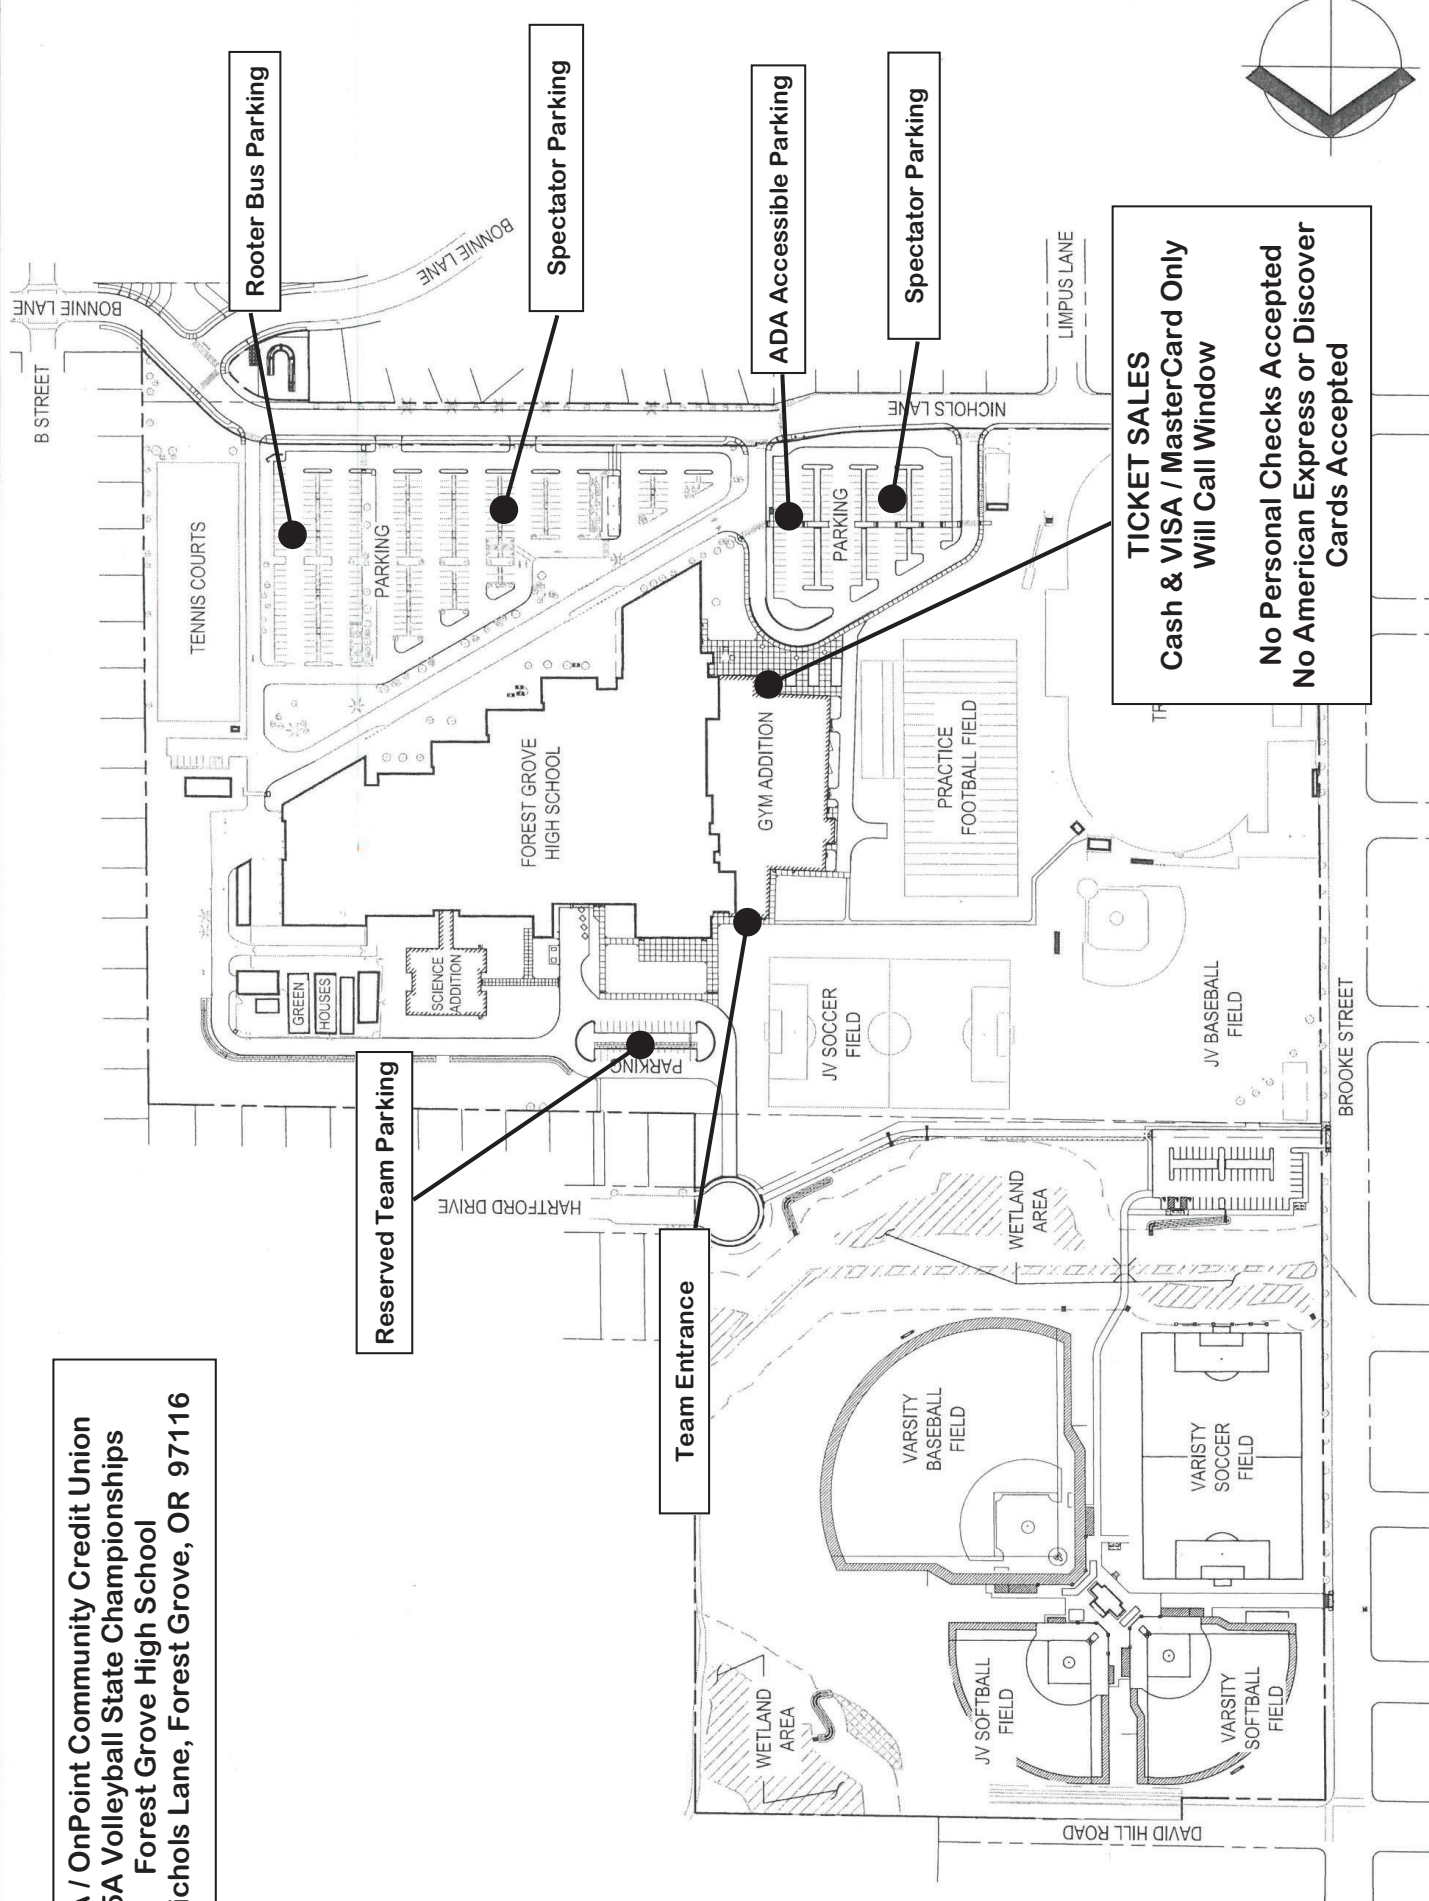 / OnPoint Community Credit Union
Volleyball State Championships
Forest Grove High School
Lane, Forest Grove, OR 97116
Reserved Team Parking
Team Entrance
Rooter Bus Parking
Spectator Parking
ADA Accessible Parking
Spectator Parking
TICKET SALES
Cash & VISA / MasterCard Only
Will Call Window
No Personal Checks Accepted
No American Express or Discover
Cards Accepted
B STREET
BONNIE LANE
BONNIE LANE
TENNIS COURTS
PARKING
NICHOLS LANE
LIMPUS LANE
PARKING
FOREST GROVE
HIGH SCHOOL
GYM ADDITION
PRACTICE
FOOTBALL FIELD
GREEN
HOUSES
SCIENCE
ADDITION
PARKING
HARTFORD DRIVE
JV SOCCER
FIELD
JV BASEBALL
FIELD
BROOKE STREET
WETLAND
AREA
VARSITY
BASEBALL
FIELD
VARISTY
SOCCER
FIELD
WETLAND
AREA
JV SOFTBALL
FIELD
VARSITY
SOFTBALL
FIELD
DAVID HILL ROAD